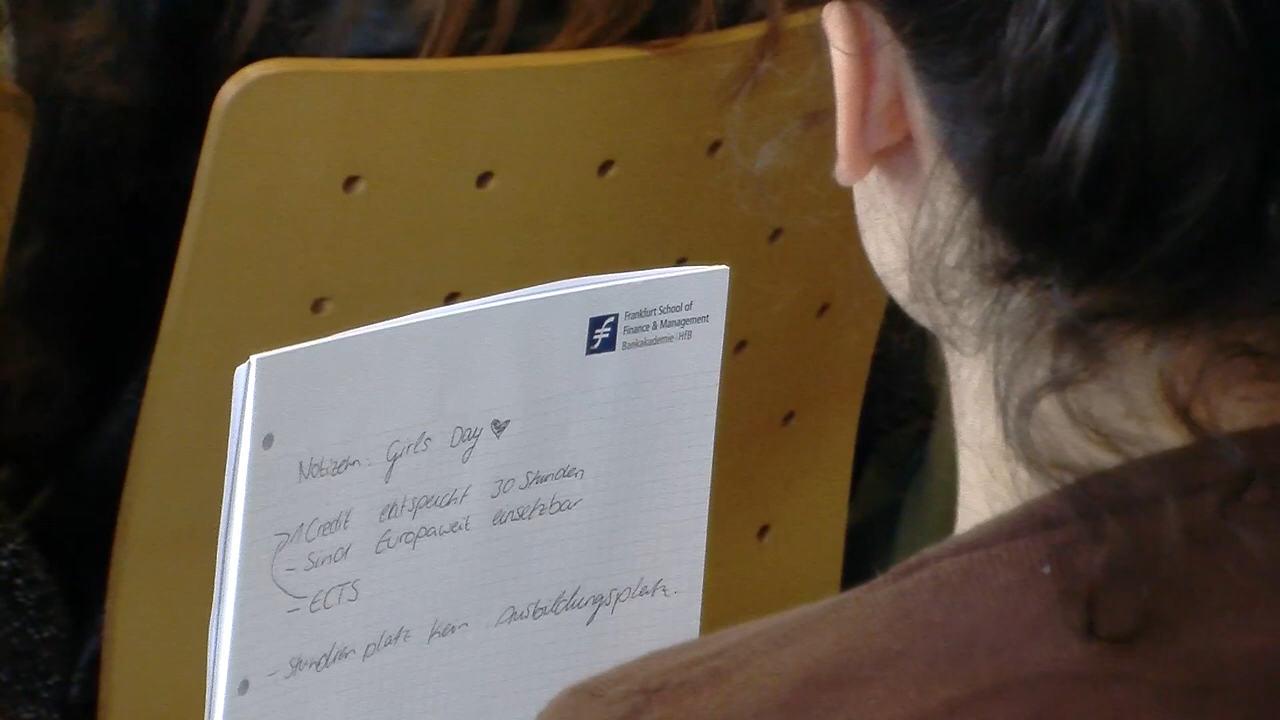 Frankfurt School of
Finance & Management
Bankakademie | HfB
Notizen: Girls Day ♥
1 Credit entspricht 30 Stunden
- Sind Europaweit einsetzbar
- ECTS
- Studienplatz kein Ausbildungsplatz.